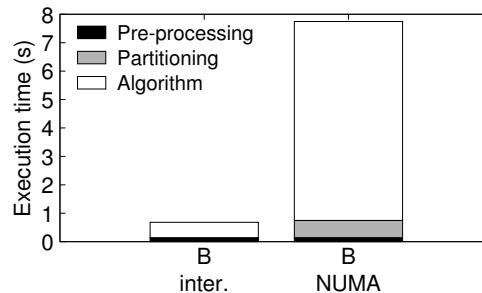 Execution time (s)
8
7
6
5
4
3
2
1
0
Pre-processing
Partitioning
Algorithm
B B
inter. NUMA